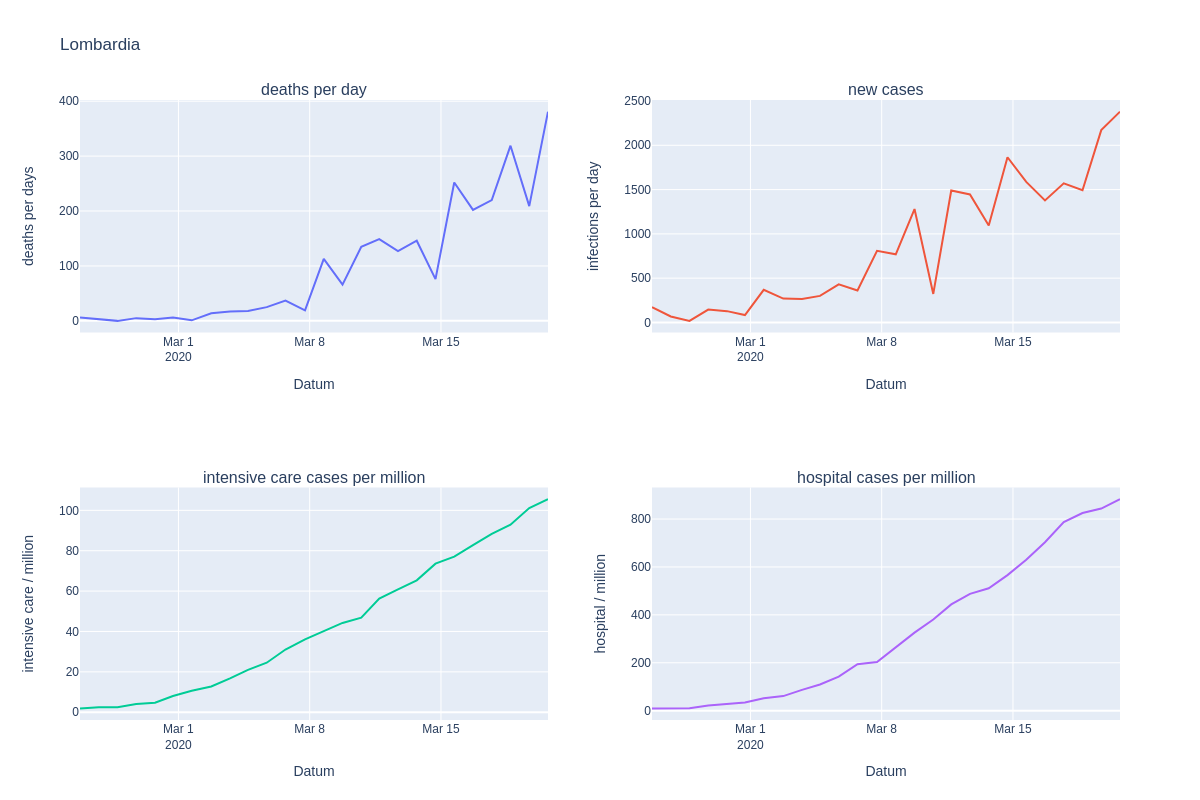 Lombardia
deaths per day
deaths per days
400
300
200
100
0
Mar 1
2020
Mar 8
Mar 15
Datum
new cases
infections per day
2500
2000
1500
1000
500
0
Mar 1
2020
Mar 8
Mar 15
Datum
intensive care cases per million
intensive care / million
100
80
60
40
20
0
Mar 1
2020
Mar 8
Mar 15
Datum
hospital cases per million
hospital / million
800
600
400
200
0
Mar 1
2020
Mar 8
Mar 15
Datum